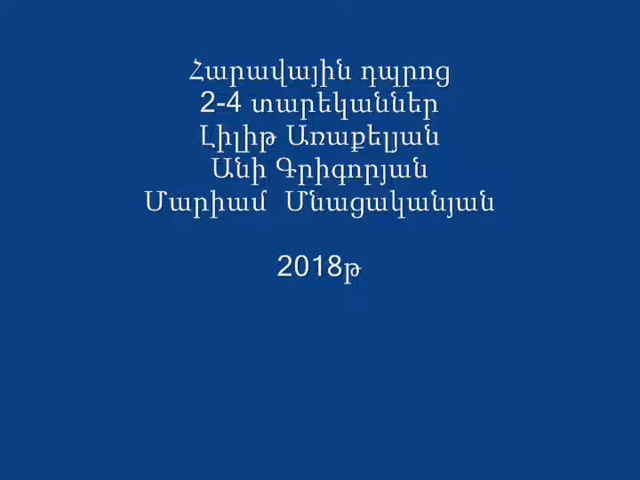 Հարավային դպրոց
2-4 տարեկաններ
Լիլիթ Առաքելյան
Անի Գրիգորյան
Մարիամ Մնացականյան
2018թ